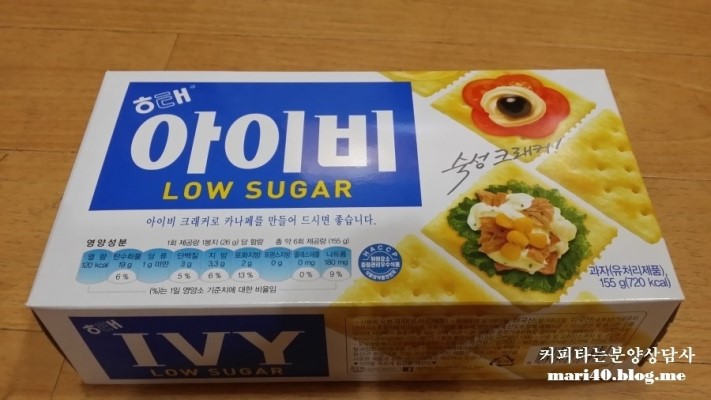 해태
아이비
LOW SUGAR
아이비 크래커로 카나페를 만들어 드시면 좋습니다.
숙성 크래커!
영양성분 1회 제공량 1봉지 (26 g) 당 함량 총 약 6회 제공량 (155 g)
열량 탄수화물 당류 단백질 지방 포화지방 트랜스지방 콜레스테롤 나트륨
120 kcal 19 g 1 g 미만 2 g 3.3 g 2 g 0 g 0 mg 180 mg
6 % 5 % 6 % 13 % 0 % 9 %
(%)는 1일 영양소 기준치에 대한 비율임
HACCP
과자(유처리제품),
155 g(720 kcal)
해태
IVY
LOW SUGAR
커피타는분양상담사
mari40.blog.me